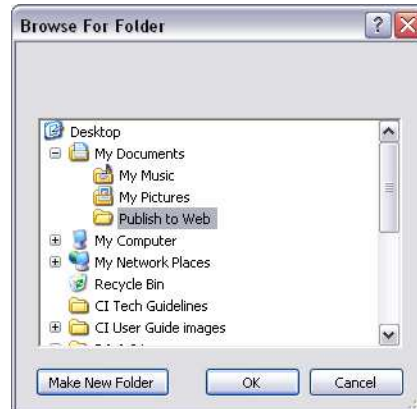 Browse For Folder
Desktop
My Documents
My Music
My Pictures
Publish to Web
My Computer
My Network Places
Recycle Bin
CI Tech Guidelines
CI User Guide images
Make New Folder
OK
Cancel